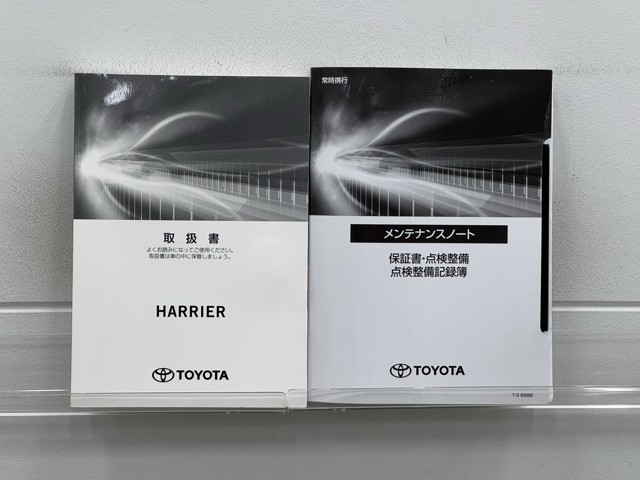 取扱書
よくお読みになってご使用ください。
取扱書は車の中に保管しましょう。
HARRIER
TOYOTA
常時携行
メンテナンスノート
保証書・点検整備
点検整備記録簿
TOYOTA